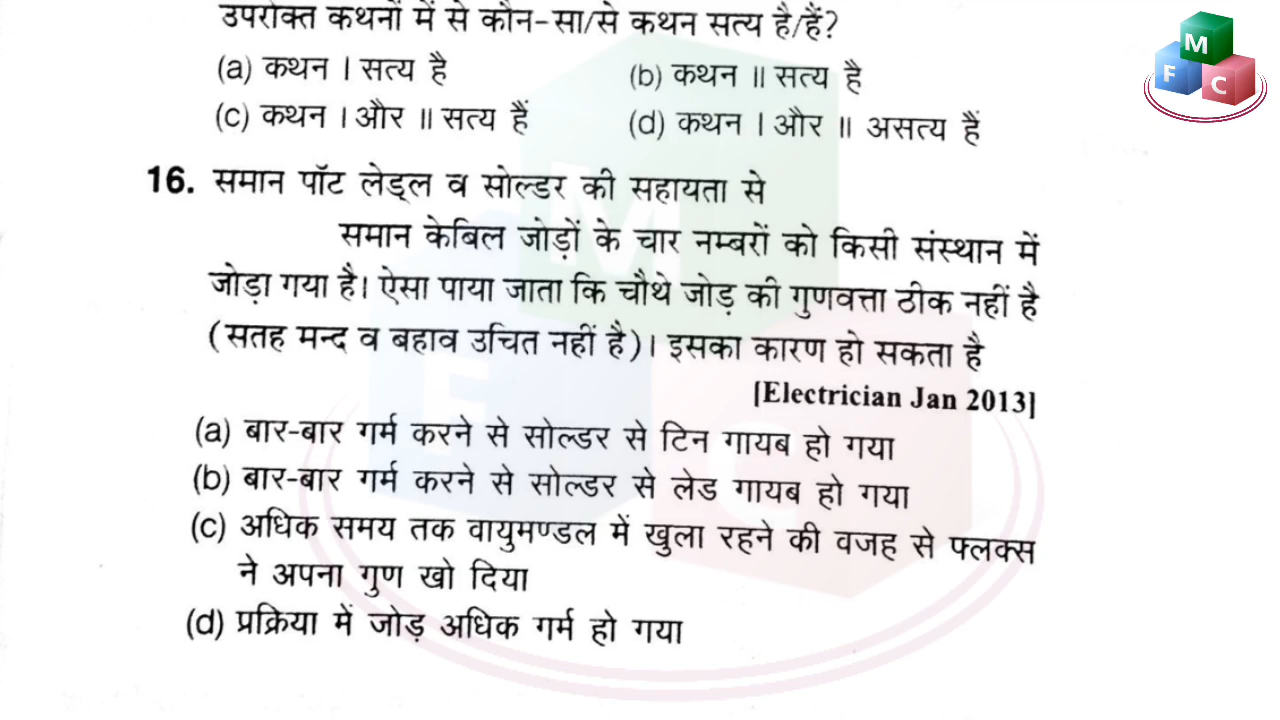 उपरोक्त कथनों में से कौन-सा/से कथन सत्य है/हैं?
(a) कथन I सत्य है (b) कथन II सत्य है
(c) कथन I और II सत्य हैं (d) कथन I और II असत्य हैं
16. समान पॉट लेड्ल व सोल्डर की सहायता से
समान केबिल जोड़ों के चार नम्बरों को किसी संस्थान में
जोड़ा गया है। ऐसा पाया जाता कि चौथे जोड़ की गुणवत्ता ठीक नहीं है
(सतह मन्द व बहाव उचित नहीं है)। इसका कारण हो सकता है
[Electrician Jan 2013]
(a) बार-बार गर्म करने से सोल्डर से टिन गायब हो गया
(b) बार-बार गर्म करने से सोल्डर से लेड गायब हो गया
(c) अधिक समय तक वायुमण्डल में खुला रहने की वजह से फ्लक्स
ने अपना गुण खो दिया
(d) प्रक्रिया में जोड़ अधिक गर्म हो गया
M
F C
M
F C